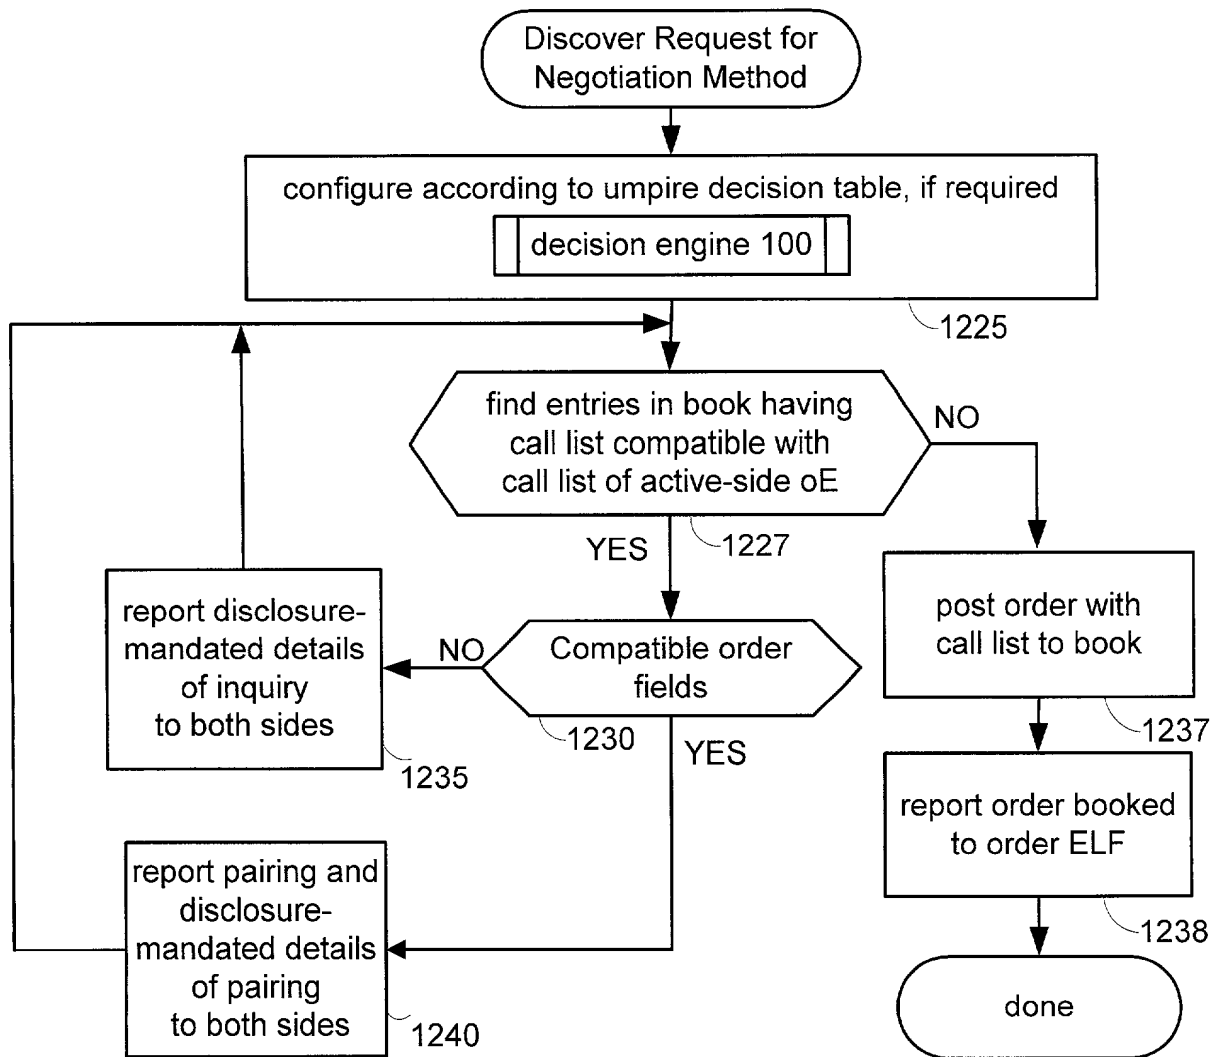 Discover Request for
Negotiation Method
configure according to umpire decision table, if required
decision engine 100
1225
find entries in book having
call list compatible with
call list of active-side oE
NO
1227
YES
post order with
call list to book
1237
report disclosure-
mandated details
of inquiry
to both sides
1235
NO
Compatible order
fields
1230
YES
report order booked
to order ELF
1238
report pairing and
disclosure-
mandated details
of pairing
to both sides
1240
done